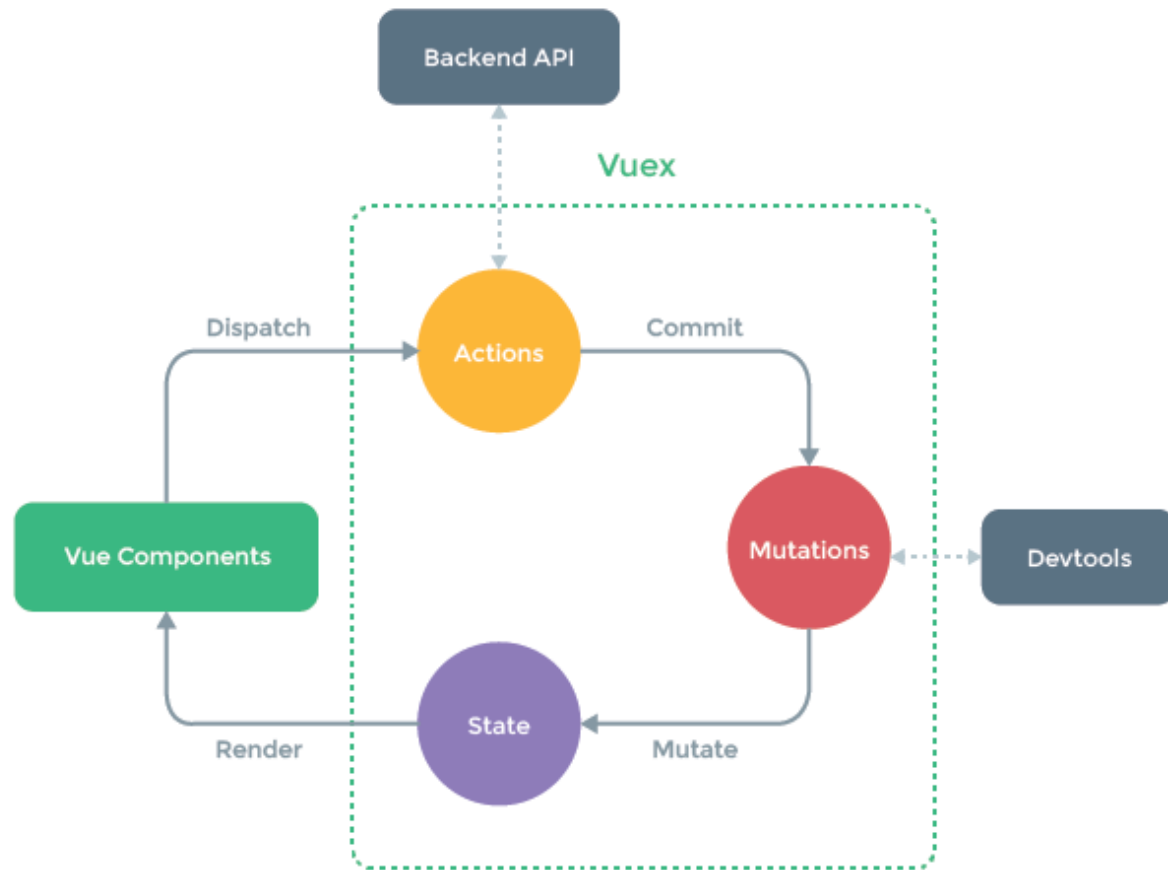 Backend API
Vuex
Dispatch
Actions
Commit
Vue Components
Mutations
Devtools
State
Render
Mutate